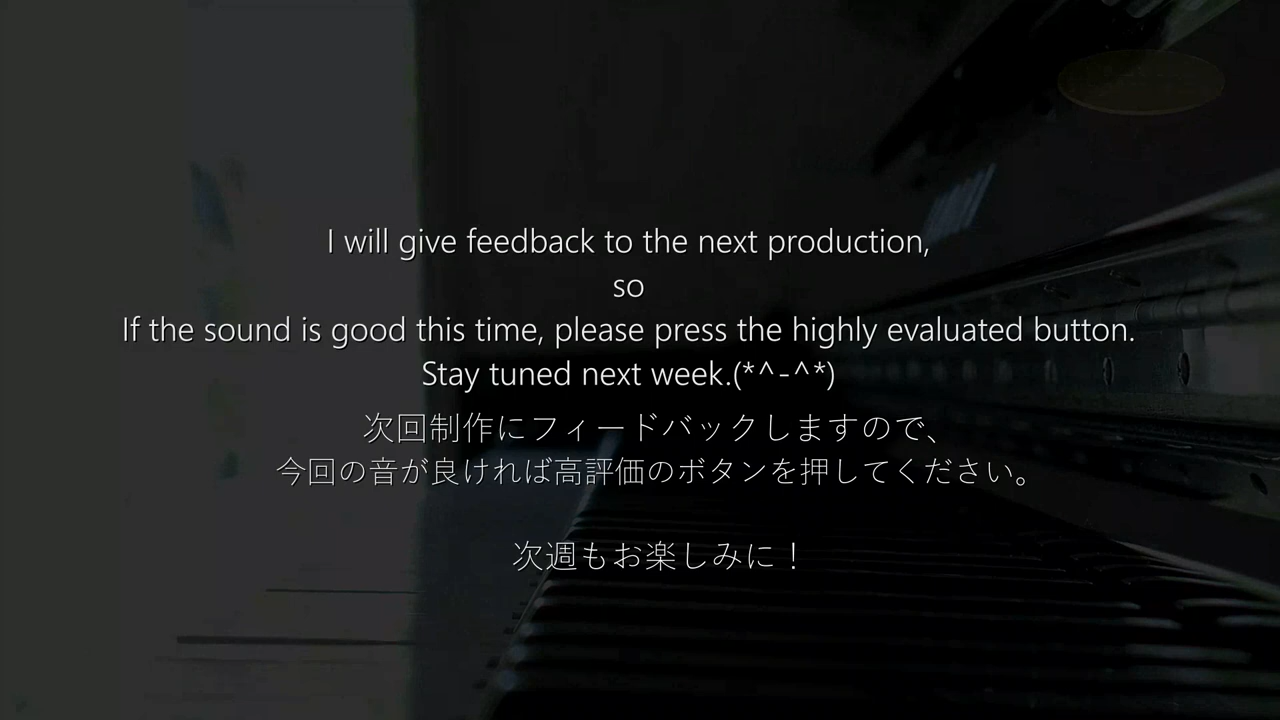 I will give feedback to the next production,
so
If the sound is good this time, please press the highly evaluated button.
Stay tuned next week.(*^-^*)
次回制作にフィードバックしますので、
今回の音が良ければ高評価のボタンを押してください。
次週もお楽しみに！